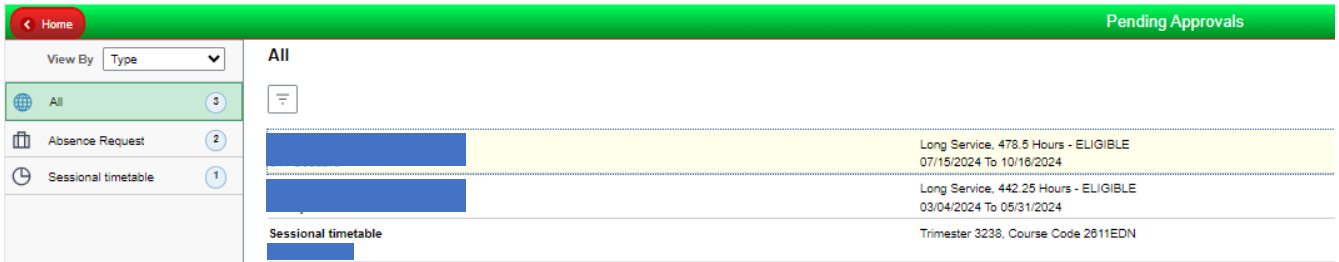 Home
Pending Approvals
View By Type
All 3
Absence Request 2
Sessional timetable 1
All
Long Service, 478.5 Hours - ELIGIBLE
07/15/2024 To 10/16/2024
Long Service, 442.25 Hours - ELIGIBLE
03/04/2024 To 05/31/2024
Sessional timetable
Trimester 3238, Course Code 2611EDN